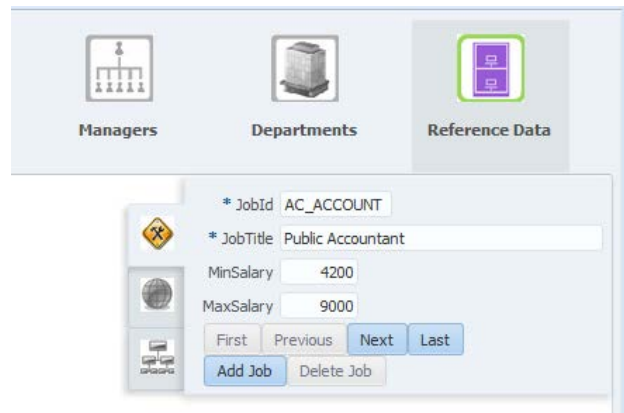 Managers Departments Reference Data
* JobId AC_ACCOUNT
* JobTitle Public Accountant
MinSalary 4200
MaxSalary 9000
First Previous Next Last
Add Job Delete Job